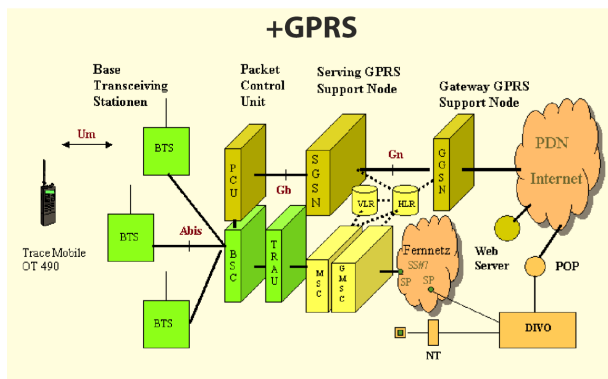 +GPRS
Base
Transceiving
Stationen
Packet
Control
Unit
Serving GPRS
Support Node
Gateway GPRS
Support Node
Um
BTS
PCU
SGSN
Gn
GGSN
PDN
Internet
Gb
VLR
HLR
Trace Mobile
OT 490
BTS
Abis
BSC
TRAU
MSC
GMSC
Fernnetz
SS#7
SP
SP
Web
Server
POP
BTS
NT
DIVO